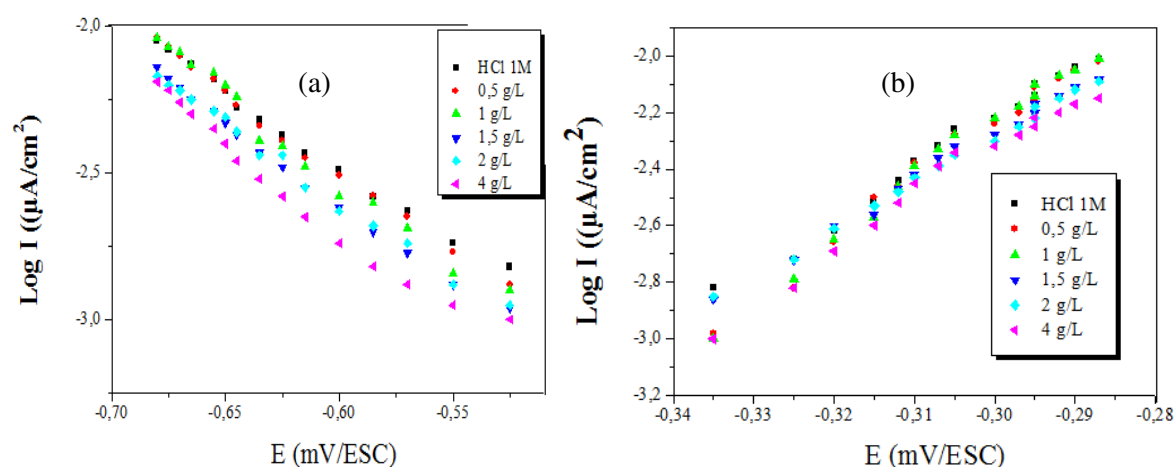 (a)
Log I ((µA/cm²)
-2,0
-2,5
-3,0
-0,70
-0,65
-0,60
-0,55
E (mV/ESC)
HCl 1M
0,5 g/L
1 g/L
1,5 g/L
2 g/L
4 g/L
(b)
Log I ((µA/cm²)
-2,0
-2,2
-2,4
-2,6
-2,8
-3,0
-3,2
-0,34
-0,33
-0,32
-0,31
-0,30
-0,29
-0,28
E (mV/ESC)
HCl 1M
0,5 g/L
1 g/L
1,5 g/L
2 g/L
4 g/L